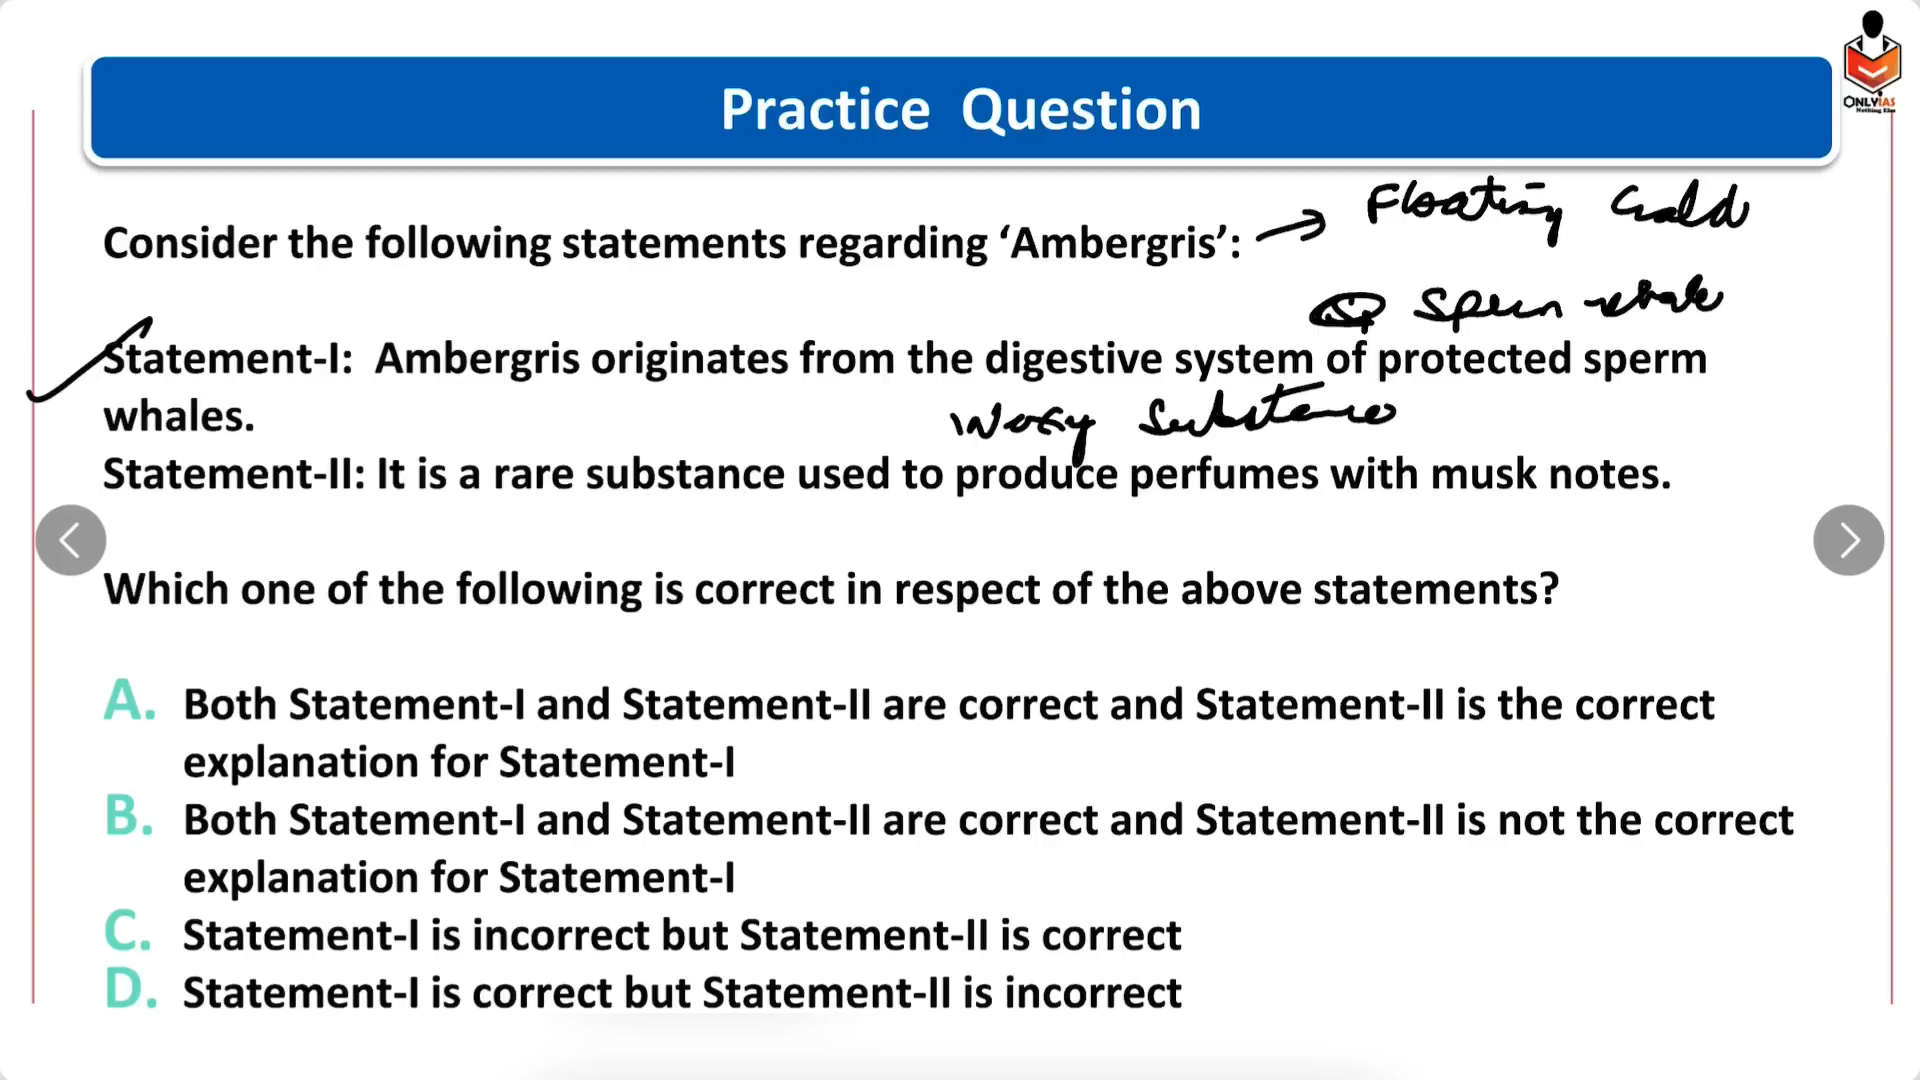 ONLYIAS
Nothing Else
Practice Question
Floating Gold
Consider the following statements regarding ‘Ambergris’:
Sperm whale
Statement-I: Ambergris originates from the digestive system of protected sperm
whales.
Waxy Substance
Statement-II: It is a rare substance used to produce perfumes with musk notes.
Which one of the following is correct in respect of the above statements?
A. Both Statement-I and Statement-II are correct and Statement-II is the correct
explanation for Statement-I
B. Both Statement-I and Statement-II are correct and Statement-II is not the correct
explanation for Statement-I
C. Statement-I is incorrect but Statement-II is correct
D. Statement-I is correct but Statement-II is incorrect